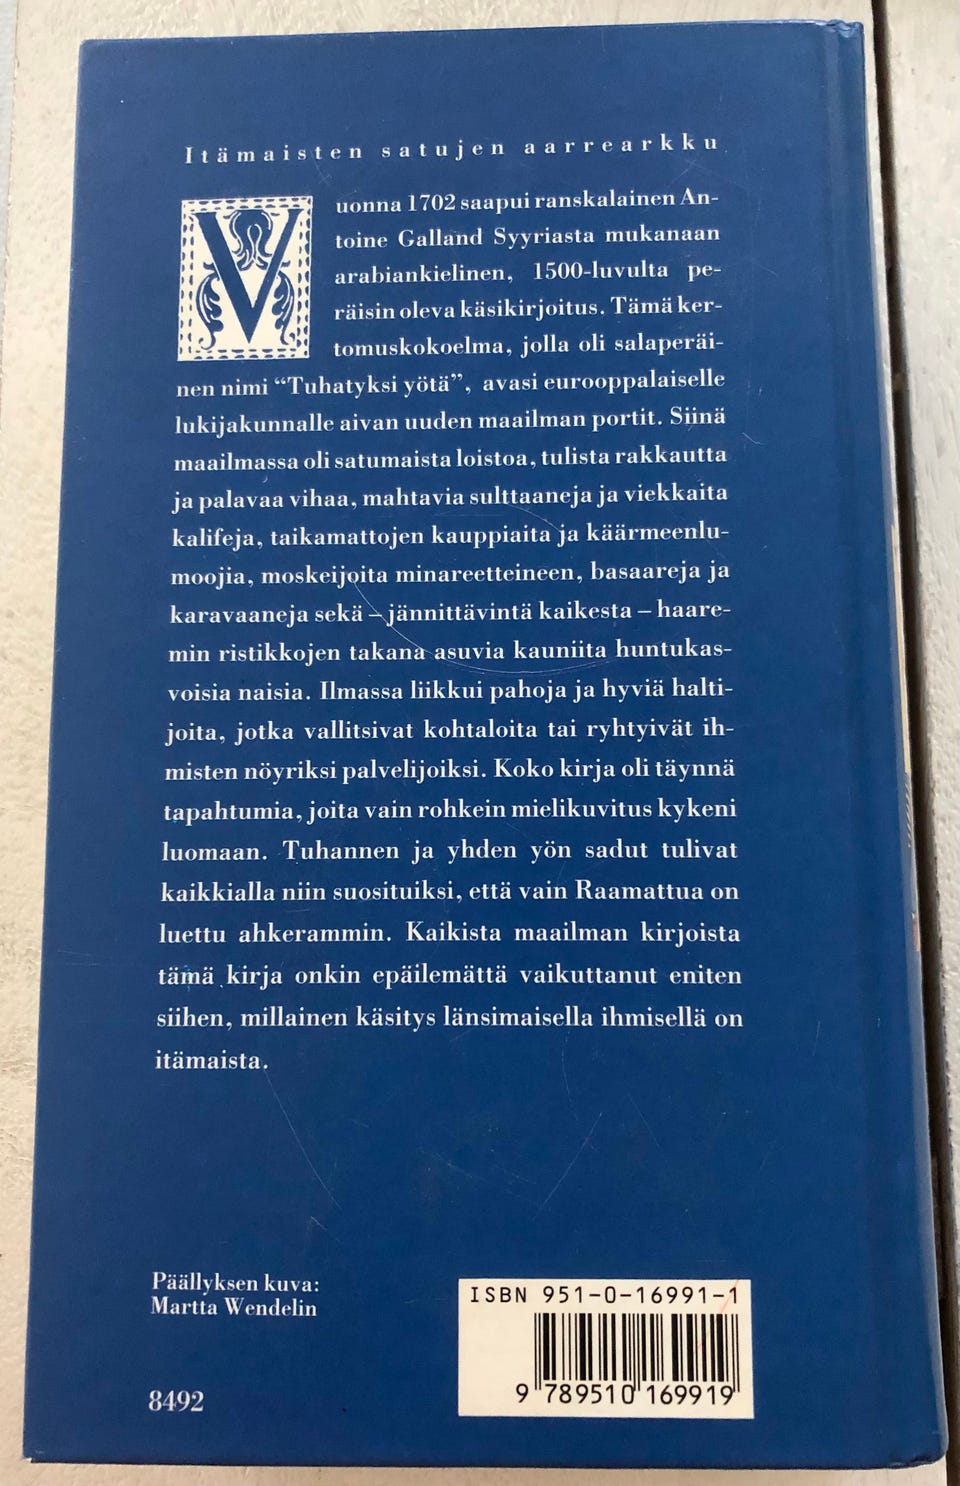 Itämaisten satujen aarrearkku
Vuonna 1702 saapui ranskalainen An-
toine Galland Syyriasta mukanaan
arabiankielinen, 1500-luvulta pe-
räisin oleva käsikirjoitus. Tämä ker-
tomuskokoelma, jolla oli salaperäi-
nen nimi “Tuhatyksi yötä”, avasi eurooppalaiselle
lukijakunnalle aivan uuden maailman portit. Siinä
maailmassa oli satumaista loistoa, tulista rakkautta
ja palavaa vihaa, mahtavia sulttaaneja ja viekkaita
kalifeja, taikamattojen kauppiaita ja käärmeenlu-
moojia, moskeijoita minareetteineen, basaareja ja
karavaaneja sekä – jännittävintä kaikesta – haare-
min ristikkojen takana asuvia kauniita huntukas-
voisia naisia. Ilmassa liikkui pahoja ja hyviä halti-
joita, jotka vallitsivat kohtaloita tai ryhtyivät ih-
misten nöyriksi palvelijoiksi. Koko kirja oli täynnä
tapahtumia, joita vain rohkein mielikuvitus kykeni
luomaan. Tuhannen ja yhden yön sadut tulivat
kaikkialla niin suosituiksi, että vain Raamattua on
luettu ahkerammin. Kaikista maailman kirjoista
tämä kirja onkin epäilemättä vaikuttanut eniten
siihen, millainen käsitys länsimaisella ihmisellä on
itämaista.
Päällyksen kuva:
Martta Wendelin
8492
ISBN 951-0-16991-1
9 789510 169919